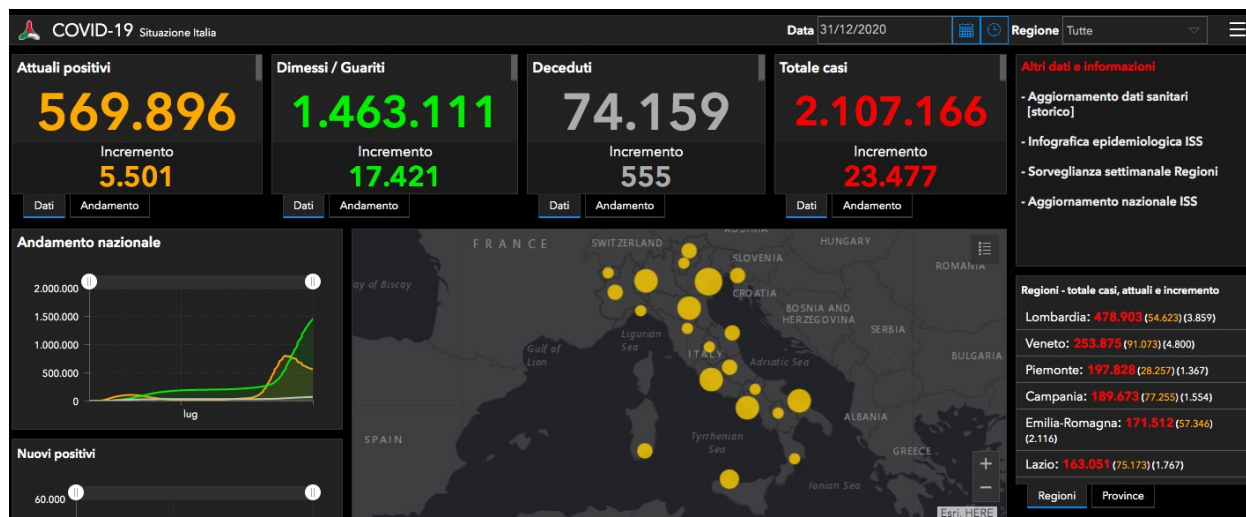 COVID-19 Situazione Italia
Data 31/12/2020
Regione Tutte
Attuali positivi
569.896
Incremento
5.501
Dati Andamento
Dimessi / Guariti
1.463.111
Incremento
17.421
Dati Andamento
Deceduti
74.159
Incremento
555
Dati Andamento
Totale casi
2.107.166
Incremento
23.477
Dati Andamento
Altri dati e informazioni
- Aggiornamento dati sanitari
[storico]
- Infografica epidemiologica ISS
- Sorveglianza settimanale Regioni
- Aggiornamento nazionale ISS
Andamento nazionale
2.000.000
1.500.000
1.000.000
500.000
0
lug
Nuovi positivi
60.000
FRANCE
SWITZERLAND
AUSTRIA
HUNGARY
SLOVENIA
ROMANIA
ay of Biscay
CROATIA
BOSNIA AND
HERZEGOVINA
SERBIA
Ligurian
Sea
Gulf of
Lion
ITALY
Adriatic Sea
BULGARIA
ALBANIA
SPAIN
Tyrrhenian
Sea
GREECE
Ionian Sea
+
−
Esri, HERE
Regioni - totale casi, attuali e incremento
Lombardia: 478.903 (54.623) (3.859)
Veneto: 253.875 (91.073) (4.800)
Piemonte: 197.828 (28.257) (1.367)
Campania: 189.673 (77.255) (1.554)
Emilia-Romagna: 171.512 (57.346)
(2.116)
Lazio: 163.051 (75.173) (1.767)
Regioni Province